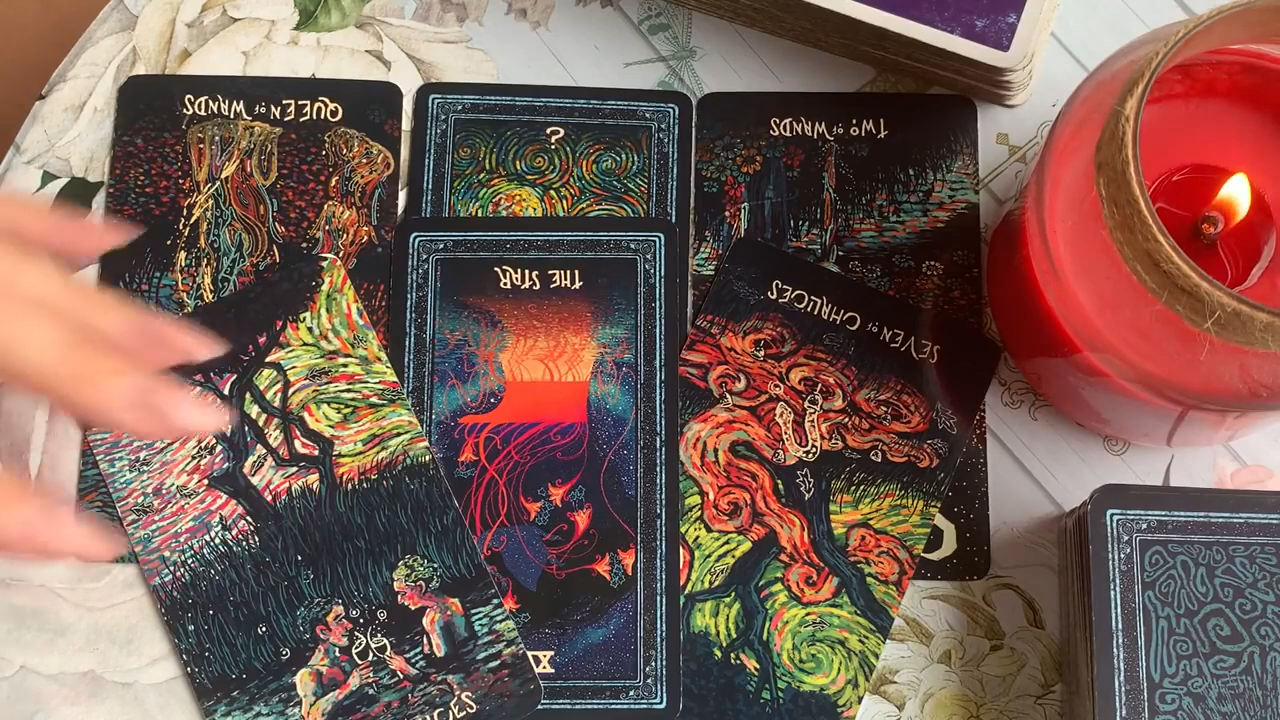 QUEEN OF WANDS
?
TWO OF WANDS
THE STAR
SEVEN OF CHALICES